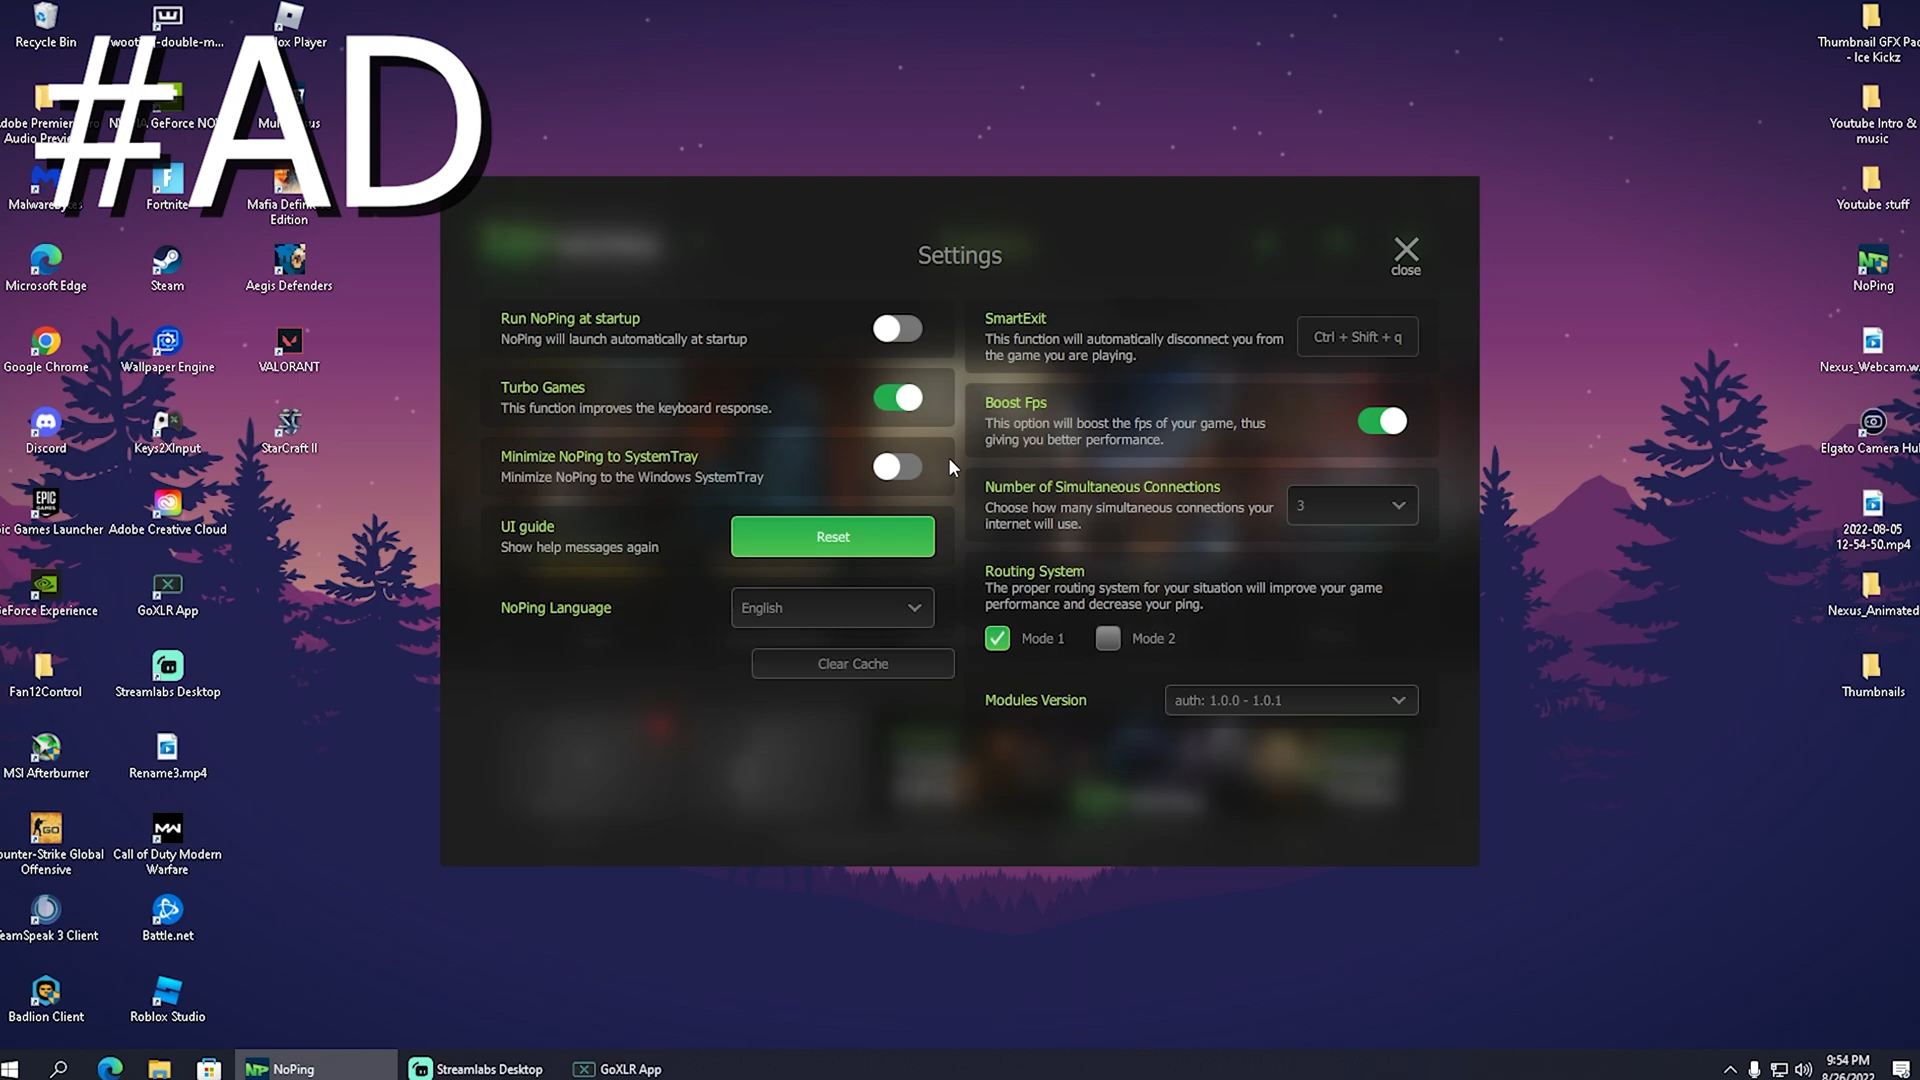 #AD
Recycle Bin
Microsoft Edge
Google Chrome
Discord
Steam
Fortnite
Wallpaper Engine
Keys2XInput
Adobe Creative Cloud
GoXLR App
Fan12Control
Streamlabs Desktop
MSI Afterburner
Rename3.mp4
Offensive
Call of Duty Modern
Warfare
Battle.net
Badlion Client
Roblox Studio
Edition
Aegis Defenders
VALORANT
StarCraft II
Settings
close
Run NoPing at startup
NoPing will launch automatically at startup
Turbo Games
This function improves the keyboard response.
Minimize NoPing to SystemTray
Minimize NoPing to the Windows SystemTray
UI guide
Show help messages again
Reset
NoPing Language
English
Clear Cache
SmartExit
This function will automatically disconnect you from
the game you are playing.
Ctrl + Shift + q
Boost Fps
This option will boost the fps of your game, thus
giving you better performance.
Number of Simultaneous Connections
Choose how many simultaneous connections your
internet will use.
3
Routing System
The proper routing system for your situation will improve your game
performance and decrease your ping.
Mode 1
Mode 2
Modules Version
auth: 1.0.0 - 1.0.1
Thumbnail GFX Pac
- Ice Kickz
Youtube Intro &
music
Youtube stuff
NoPing
Nexus_Webcam.w
Elgato Camera Hub
2022-08-05
12-54-50.mp4
Nexus_Animated
Thumbnails
NoPing
Streamlabs Desktop
GoXLR App
9:54 PM
8/26/2022